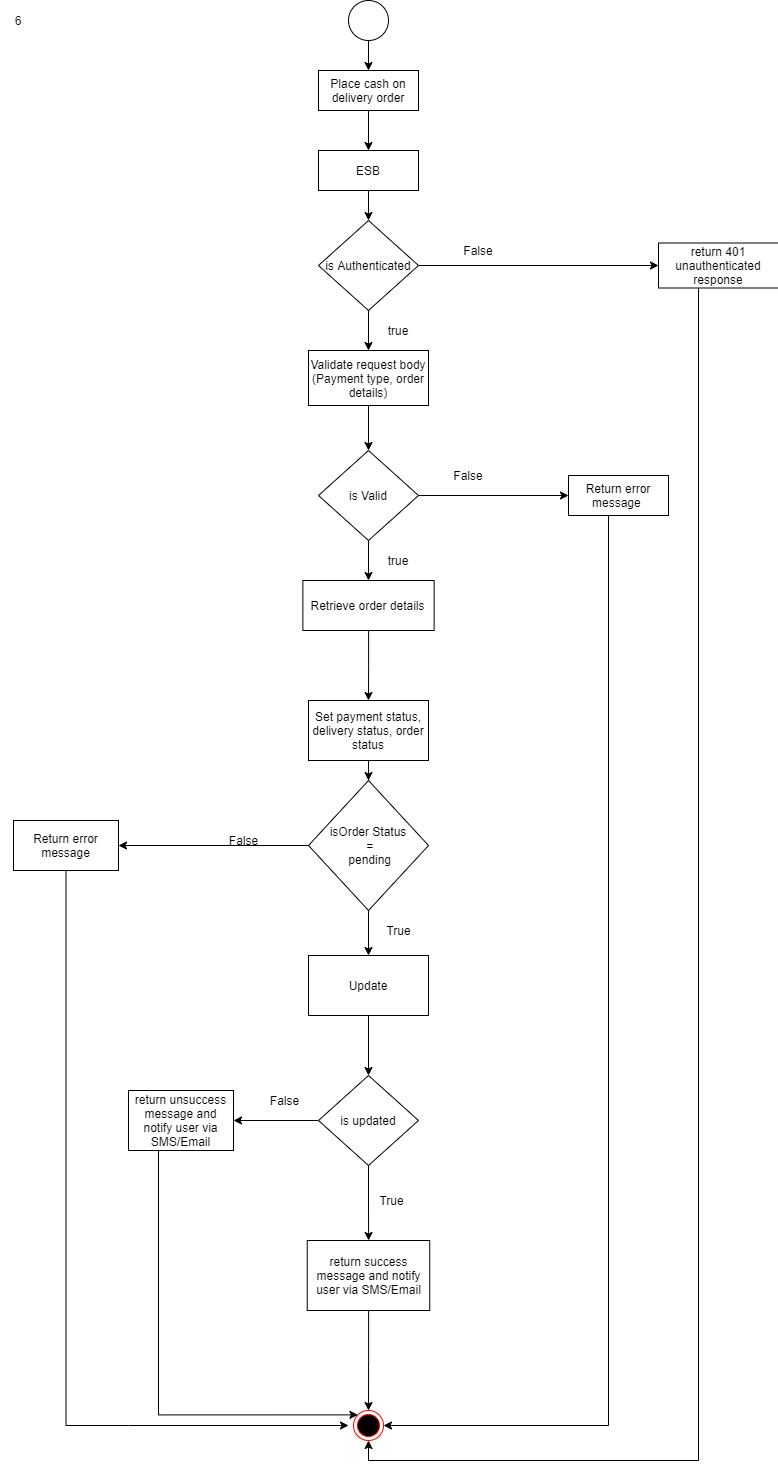 6
Place cash on
delivery order
ESB
is Authenticated
False
return 401
unauthenticated
response
true
Validate request body
(Payment type, order
details)
is Valid
False
Return error
message
true
Retrieve order details
Set payment status,
delivery status, order
status
isOrder Status
=
pending
False
Return error
message
True
Update
is updated
False
return unsuccess
message and
notify user via
SMS/Email
True
return success
message and notify
user via SMS/Email